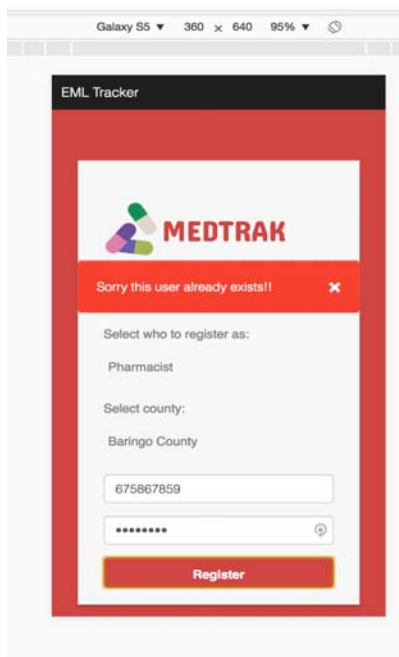 Galaxy S5 ▼ 360 x 640 95% ▼
EML Tracker
MEDTRAK
Sorry this user already exists!! ×
Select who to register as:
Pharmacist
Select county:
Baringo County
675867859
••••••••
Register